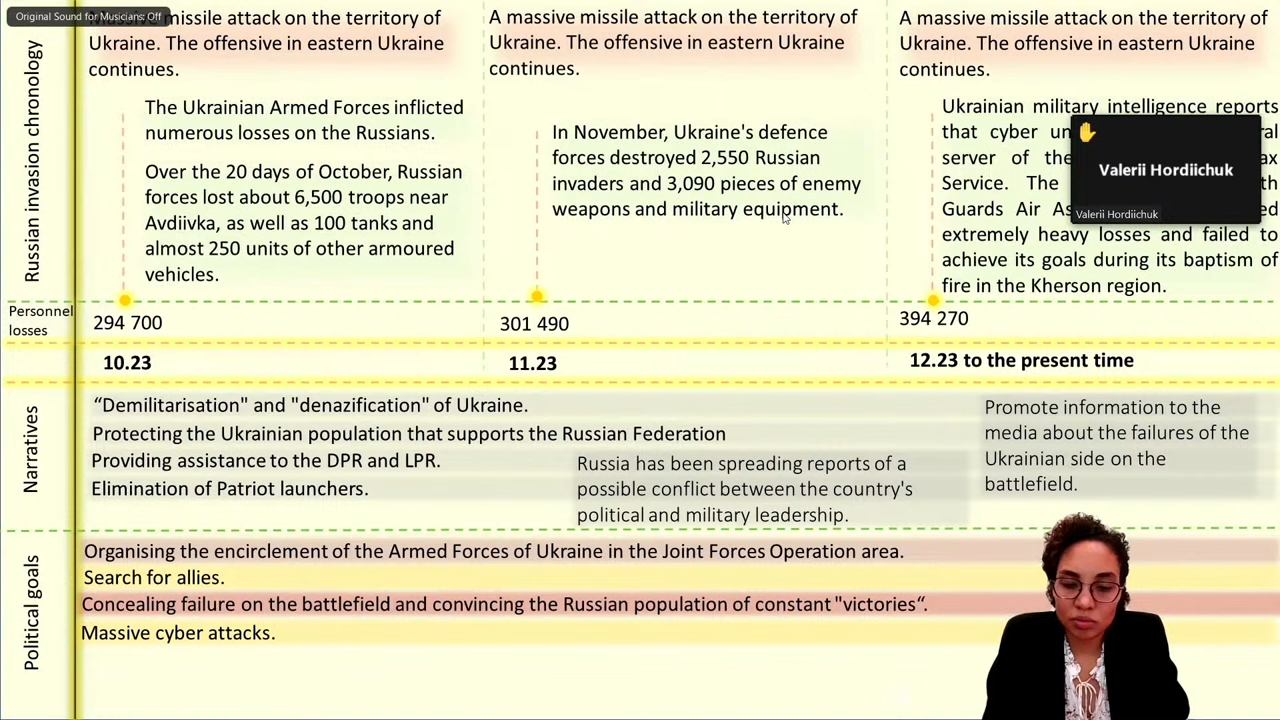 Original Sound for Musicians: Off
missile attack on the territory of
Ukraine. The offensive in eastern Ukraine
continues.
The Ukrainian Armed Forces inflicted
numerous losses on the Russians.
Over the 20 days of October, Russian
forces lost about 6,500 troops near
Avdiivka, as well as 100 tanks and
almost 250 units of other armoured
vehicles.
A massive missile attack on the territory of
Ukraine. The offensive in eastern Ukraine
continues.
In November, Ukraine's defence
forces destroyed 2,550 Russian
invaders and 3,090 pieces of enemy
weapons and military equipment.
A massive missile attack on the territory of
Ukraine. The offensive in eastern Ukraine
continues.
Ukrainian military intelligence reports
that cyber
server of the
Service. The
Guards Air
extremely heavy losses and failed to
achieve its goals during its baptism of
fire in the Kherson region.
Valerii Hordiichuk
Valerii Hordiichuk
Russian invasion chronology
Personnel
losses
294 700
301 490
394 270
10.23
11.23
12.23 to the present time
Narratives
“Demilitarisation" and "denazification" of Ukraine.
Protecting the Ukrainian population that supports the Russian Federation
Providing assistance to the DPR and LPR.
Elimination of Patriot launchers.
Russia has been spreading reports of a
possible conflict between the country's
political and military leadership.
Promote information to the
media about the failures of the
Ukrainian side on the
battlefield.
Political goals
Organising the encirclement of the Armed Forces of Ukraine in the Joint Forces Operation area.
Search for allies.
Concealing failure on the battlefield and convincing the Russian population of constant "victories“.
Massive cyber attacks.